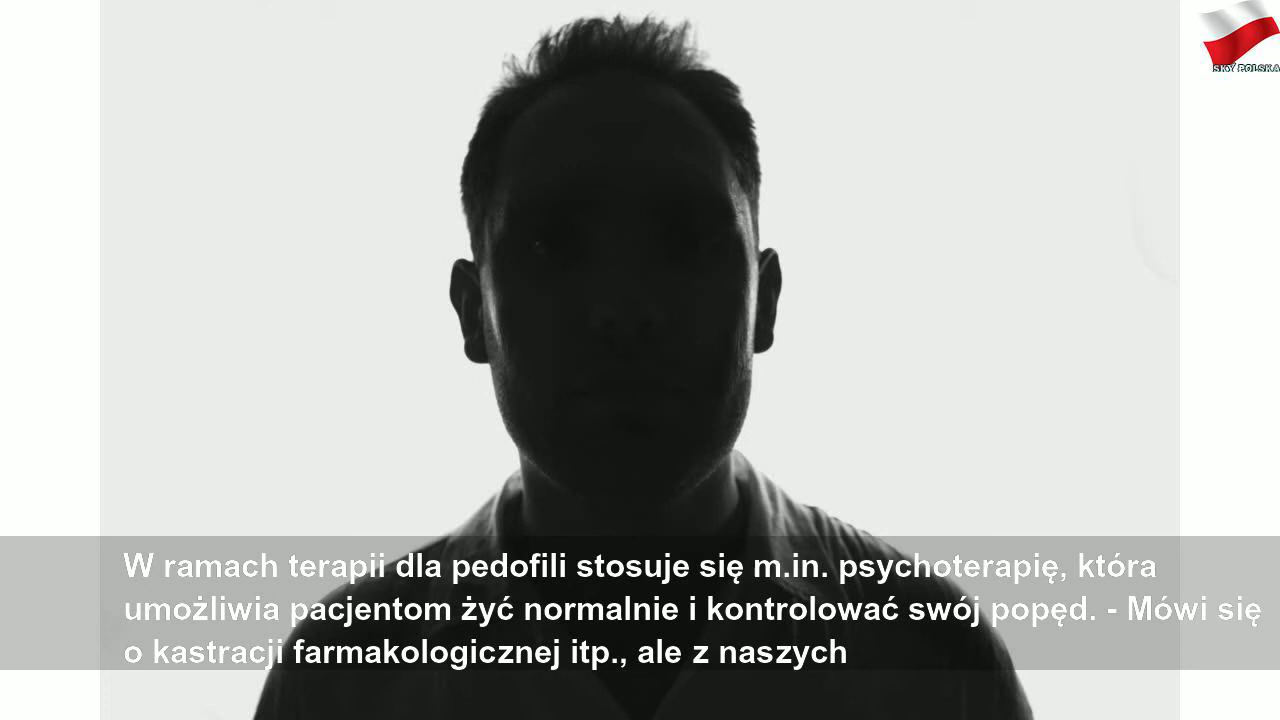 SKY POLSKA
W ramach terapii dla pedofili stosuje się m.in. psychoterapię, która
umożliwia pacjentom żyć normalnie i kontrolować swój popęd. - Mówi się
o kastracji farmakologicznej itp., ale z naszych